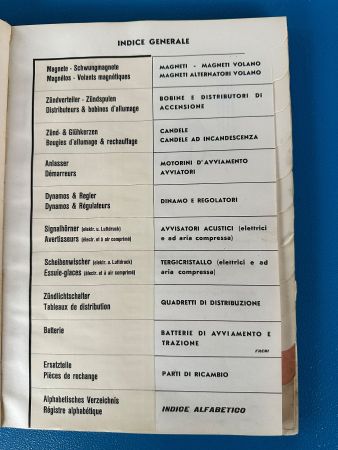 INDICE GENERALE
Magnete - Schwungmagnete
Magnétos - Volants magnétiques
MAGNETI - MAGNETI VOLANO
MAGNETI ALTERNATORI VOLANO
Zündverteiler - Zündspulen
Distributeurs & bobines d'allumage
BOBINE E DISTRIBUTORI DI
ACCENSIONE
Zünd- & Glühkerzen
Bougies d'allumage & rechauffage
CANDELE
CANDELE AD INCANDESCENZA
Anlasser
Démarreurs
MOTORINI D'AVVIAMENTO
AVVIATORI
Dynamos & Regler
Dynamos & Régulateurs
DINAMO E REGOLATORI
Signalhörner (elektr. u. Luftdruck)
Avertisseurs (électr. et à air comprimé)
AVVISATORI ACUSTICI (elettrici
e ad aria compressa)
Scheibenwischer (elektr. u. Luftdruck)
Essuie-glaces (électr. et à air comprimé)
TERGICRISTALLO (elettrici e ad
aria compressa)
Zündlichtschalter
Tableaux de distribution
QUADRETTI DI DISTRIBUZIONE
Batterie
BATTERIE DI AVVIAMENTO E
TRAZIONE
Ersatzteile
Pièces de rechange
PARTI DI RICAMBIO
Alphabetisches Verzeichnis
Régistre alphabétique
INDICE ALFABETICO